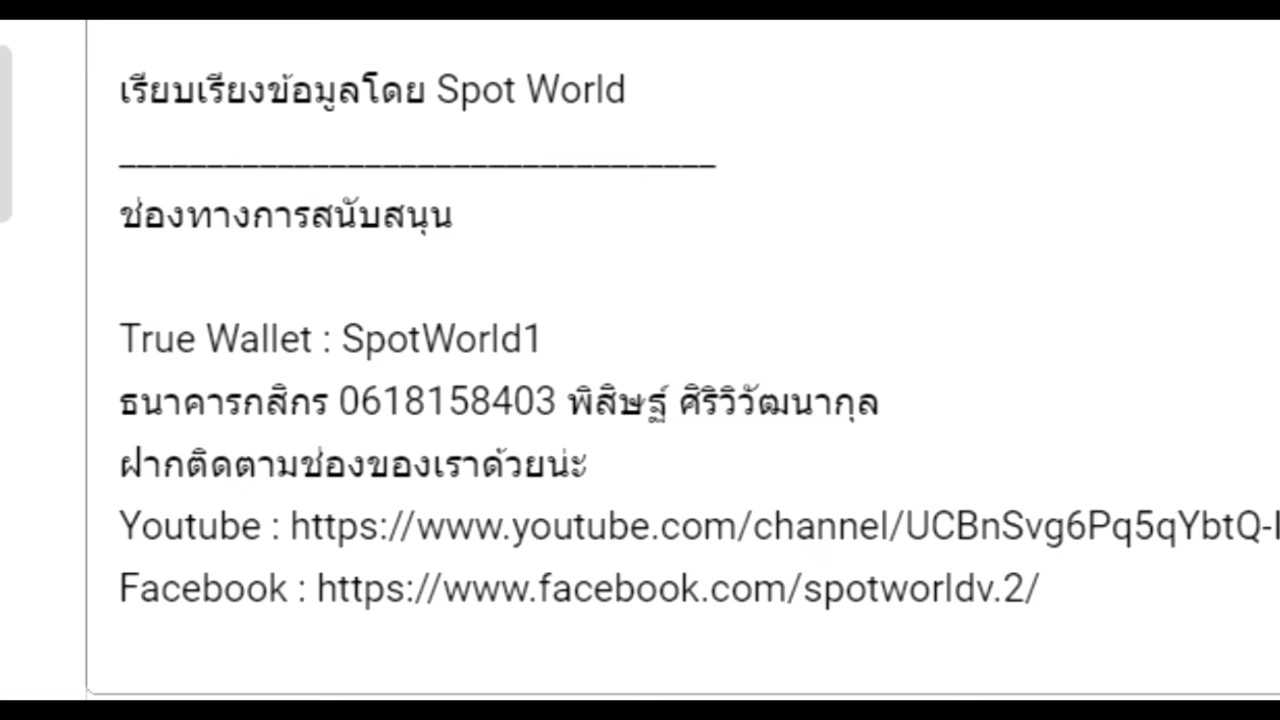 เรียบเรียงข้อมูลโดย Spot World
__________________________________
ช่องทางการสนับสนุน
True Wallet : SpotWorld1
ธนาคารกสิกร 0618158403 พิสิษฐ์ ศิริวิวัฒนากุล
ฝากติดตามช่องของเราด้วยน่ะ
Youtube : https://www.youtube.com/channel/UCBnSvg6Pq5qYbtQ-
Facebook : https://www.facebook.com/spotworldv.2/